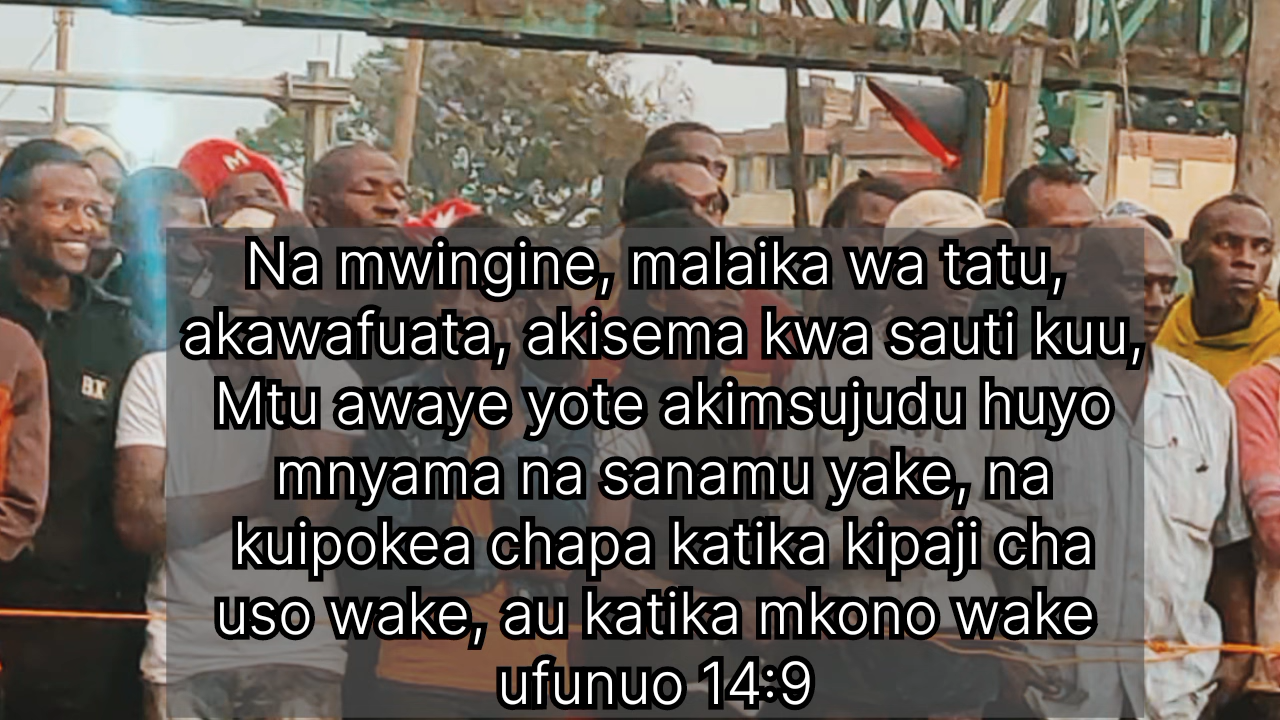 M
BK
Na mwingine, malaika wa tatu,
akawafuata, akisema kwa sauti kuu,
Mtu awaye yote akimsujudu huyo
mnyama na sanamu yake, na
kuipokea chapa katika kipaji cha
uso wake, au katika mkono wake
ufunuo 14:9